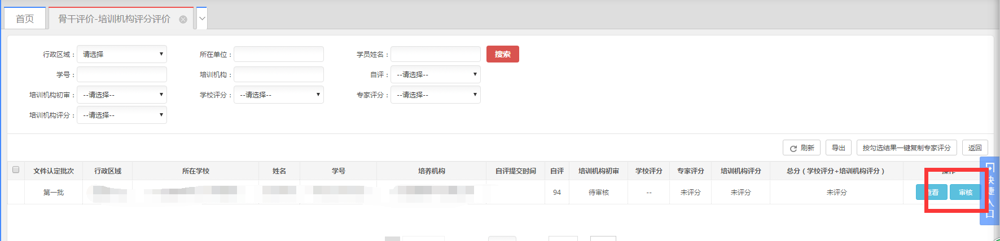 首页
骨干评价-培训机构评分评价
行政区域：
请选择
所在单位：
学员姓名：
搜索
学号：
培训机构：
自评：
--请选择--
培训机构初审：
--请选择--
学校评分：
--请选择--
专家评分：
--请选择--
培训机构评分：
--请选择--
刷新
导出
按勾选结果一键复制专家评分
返回
文件认定批次
行政区域
所在学校
姓名
学号
培养机构
自评提交时间
自评
培训机构初审
学校评分
专家评分
培训机构评分
总分（学校评分+培训机构评分）
操作
第一批
94
待审核
--
未评分
未评分
未评分
查看
审核
快捷入口